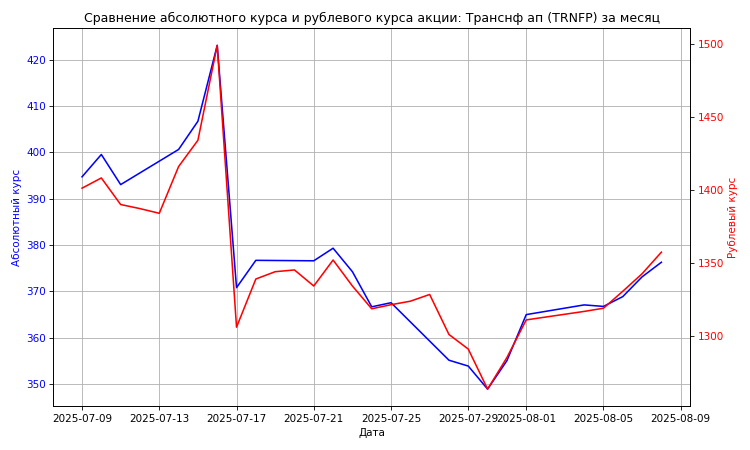 Сравнение абсолютного курса и рублевого курса акции: Транснф ап (TRNFP) за месяц
Абсолютный курс
420
410
400
390
380
370
360
350
1500
1450
1400
1350
1300
Рублевый курс
2025-07-09 2025-07-13 2025-07-17 2025-07-21 2025-07-25 2025-07-29 2025-08-01 2025-08-05 2025-08-09
Дата